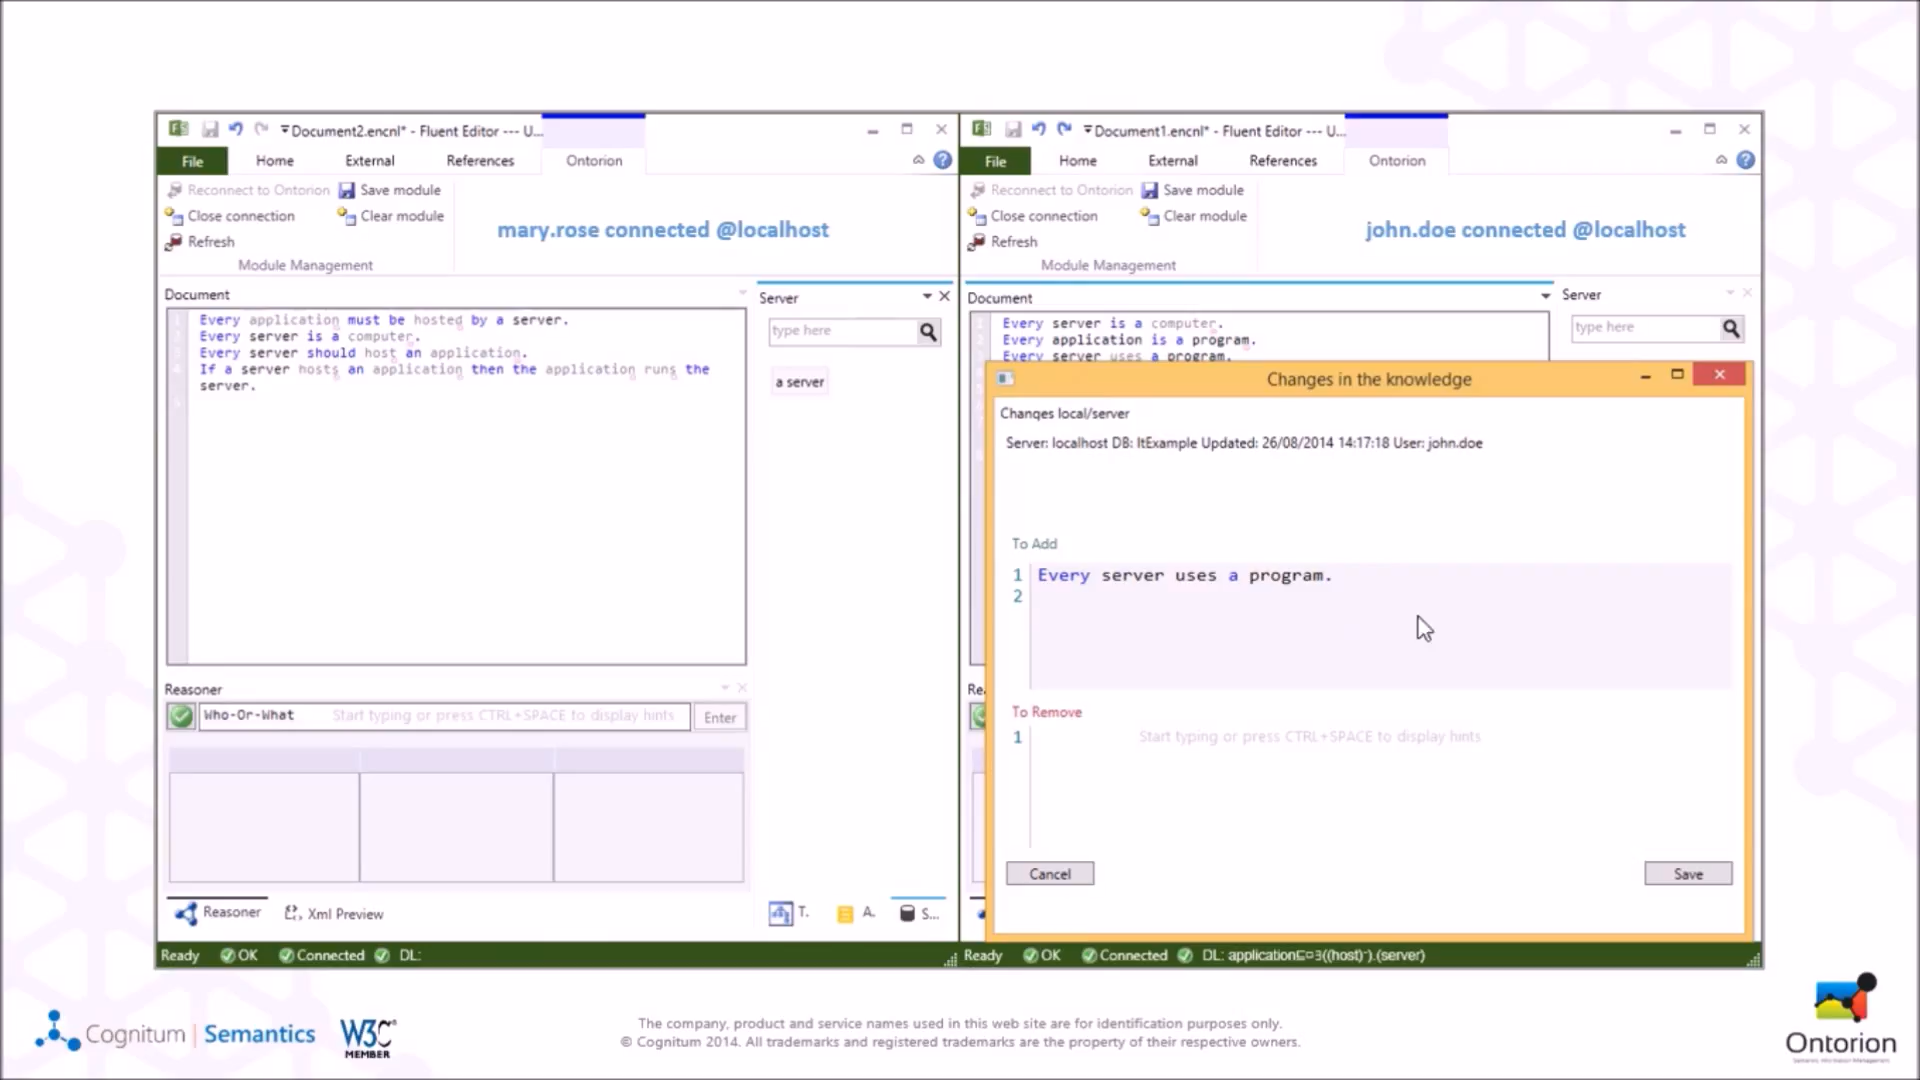 Document2.encnl* - Fluent Editor --- U...
File Home External References Ontorion
Reconnect to Ontorion Save module
Close connection Clear module
Refresh
Module Management
mary.rose connected @localhost
Document
1 Every application must be hosted by a server.
2 Every server is a computer.
3 Every server should host an application.
4 If a server hosts an application then the application runs the
server.
5
Server
type here
a server
Reasoner
Who-Or-What Start typing or press CTRL+SPACE to display hints Enter
Reasoner Xml Preview
T. A. S...
Ready OK Connected DL:
Document1.encnl* - Fluent Editor --- U...
File Home External References Ontorion
Reconnect to Ontorion Save module
Close connection Clear module
Refresh
Module Management
john.doe connected @localhost
Document
Every server is a computer.
Every application is a program.
Every server uses a program.
Server
type here
Re
Changes in the knowledge
Changes local/server
Server: localhost DB: ItExample Updated: 26/08/2014 14:17:18 User: john.doe
To Add
1 Every server uses a program.
2
To Remove
1 Start typing or press CTRL+SPACE to display hints
Cancel Save
Ready OK Connected DL: application⊑∃((host)⁻).(server)
Cognitum | Semantics
W3C®
MEMBER
The company, product and service names used in this web site are for identification purposes only.
© Cognitum 2014. All trademarks and registered trademarks are the property of their respective owners.
Ontorion